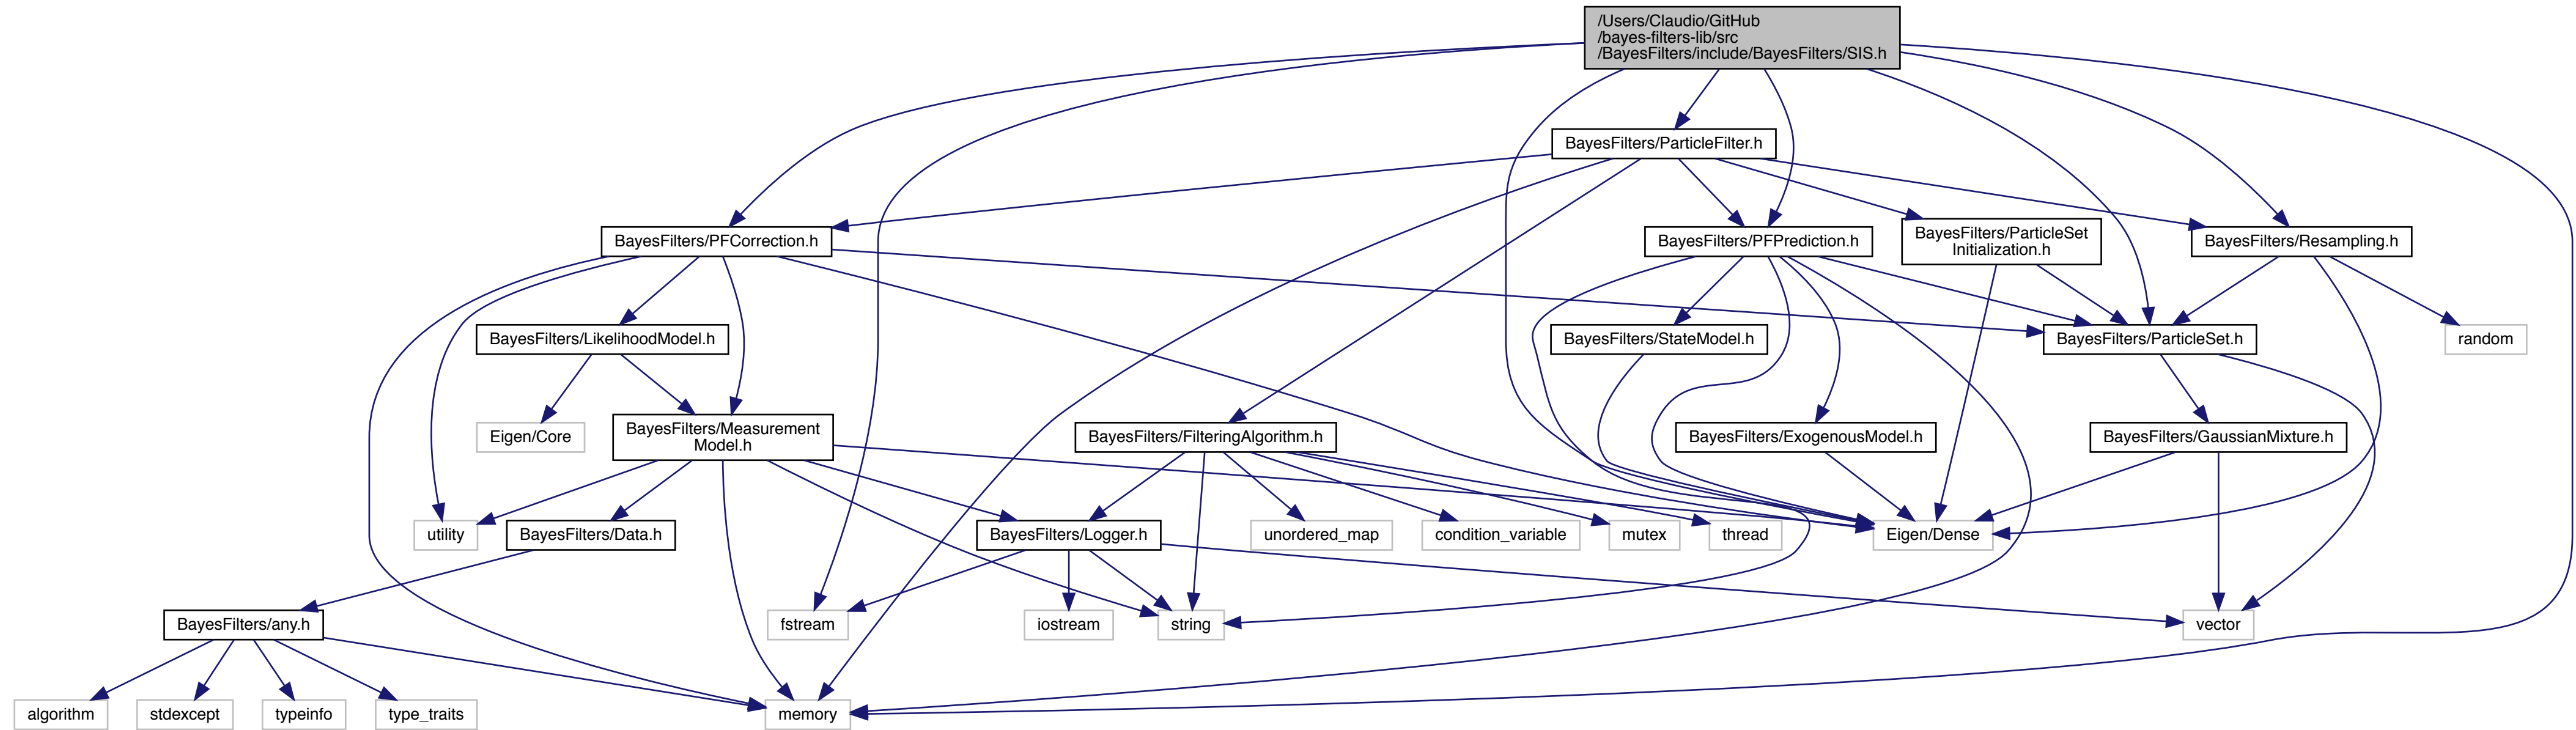 /Users/Claudio/GitHub
/bayes-filters-lib/src
/BayesFilters/include/BayesFilters/SIS.h
BayesFilters/ParticleFilter.h
BayesFilters/PFCorrection.h
BayesFilters/PFPrediction.h
BayesFilters/ParticleSet
Initialization.h
BayesFilters/Resampling.h
BayesFilters/LikelihoodModel.h
BayesFilters/StateModel.h
BayesFilters/ParticleSet.h
random
Eigen/Core
BayesFilters/Measurement
Model.h
BayesFilters/FilteringAlgorithm.h
BayesFilters/ExogenousModel.h
BayesFilters/GaussianMixture.h
utility
BayesFilters/Data.h
BayesFilters/Logger.h
unordered_map
condition_variable
mutex
thread
Eigen/Dense
BayesFilters/any.h
fstream
iostream
string
vector
algorithm
stdexcept
typeinfo
type_traits
memory